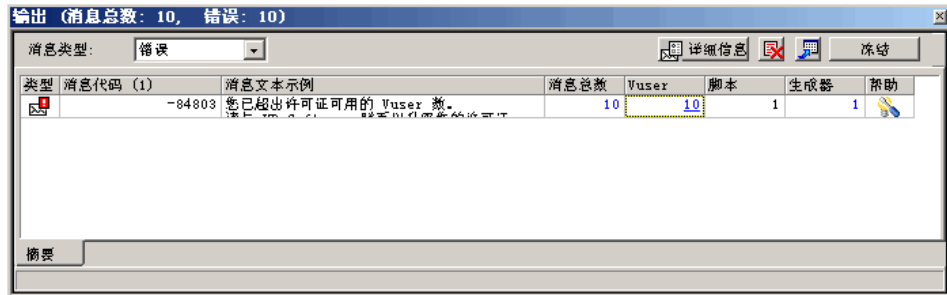 输出 (消息总数: 10, 错误: 10)
消息类型: 错误 详细信息 冻结
类型 消息代码 (1) 消息文本示例 消息总数 Vuser 脚本 生成器 帮助
-84803 您已超出许可证可用的 Vuser 数。 10 10 1 1
摘要